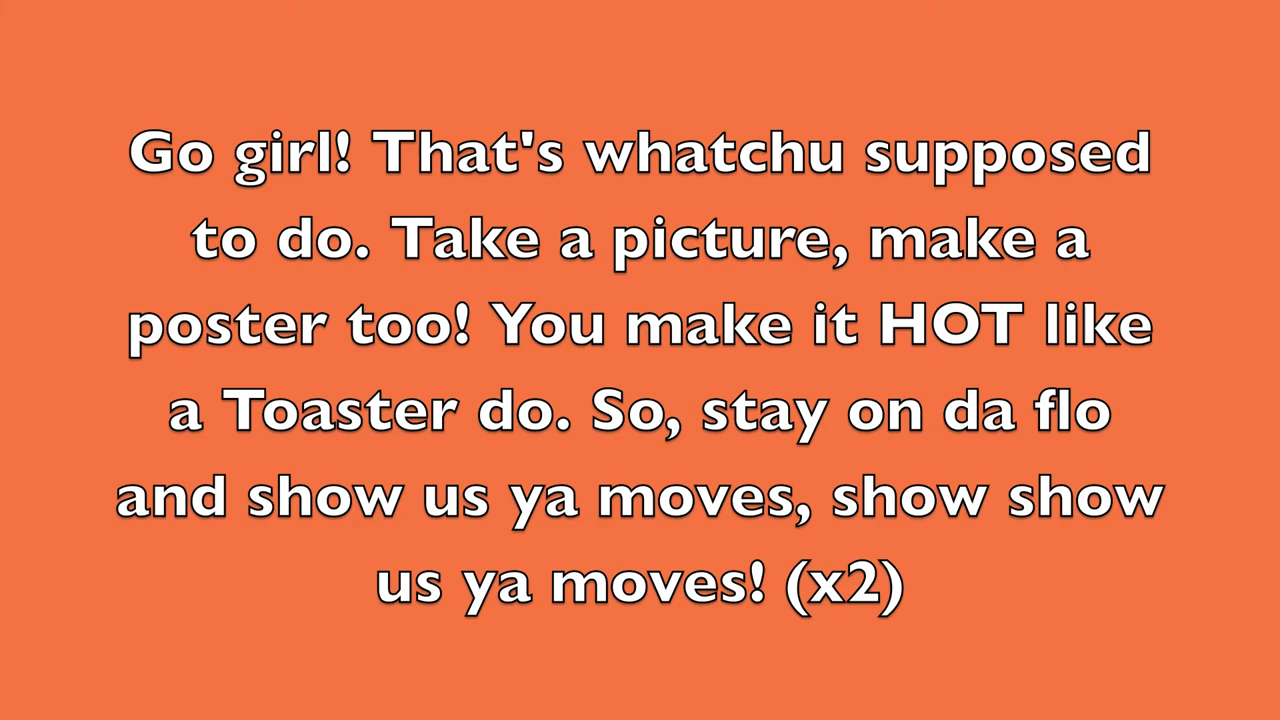 Go girl! That's whatchu supposed
to do. Take a picture, make a
poster too! You make it HOT like
a Toaster do. So, stay on da flo
and show us ya moves, show show
us ya moves! (x2)